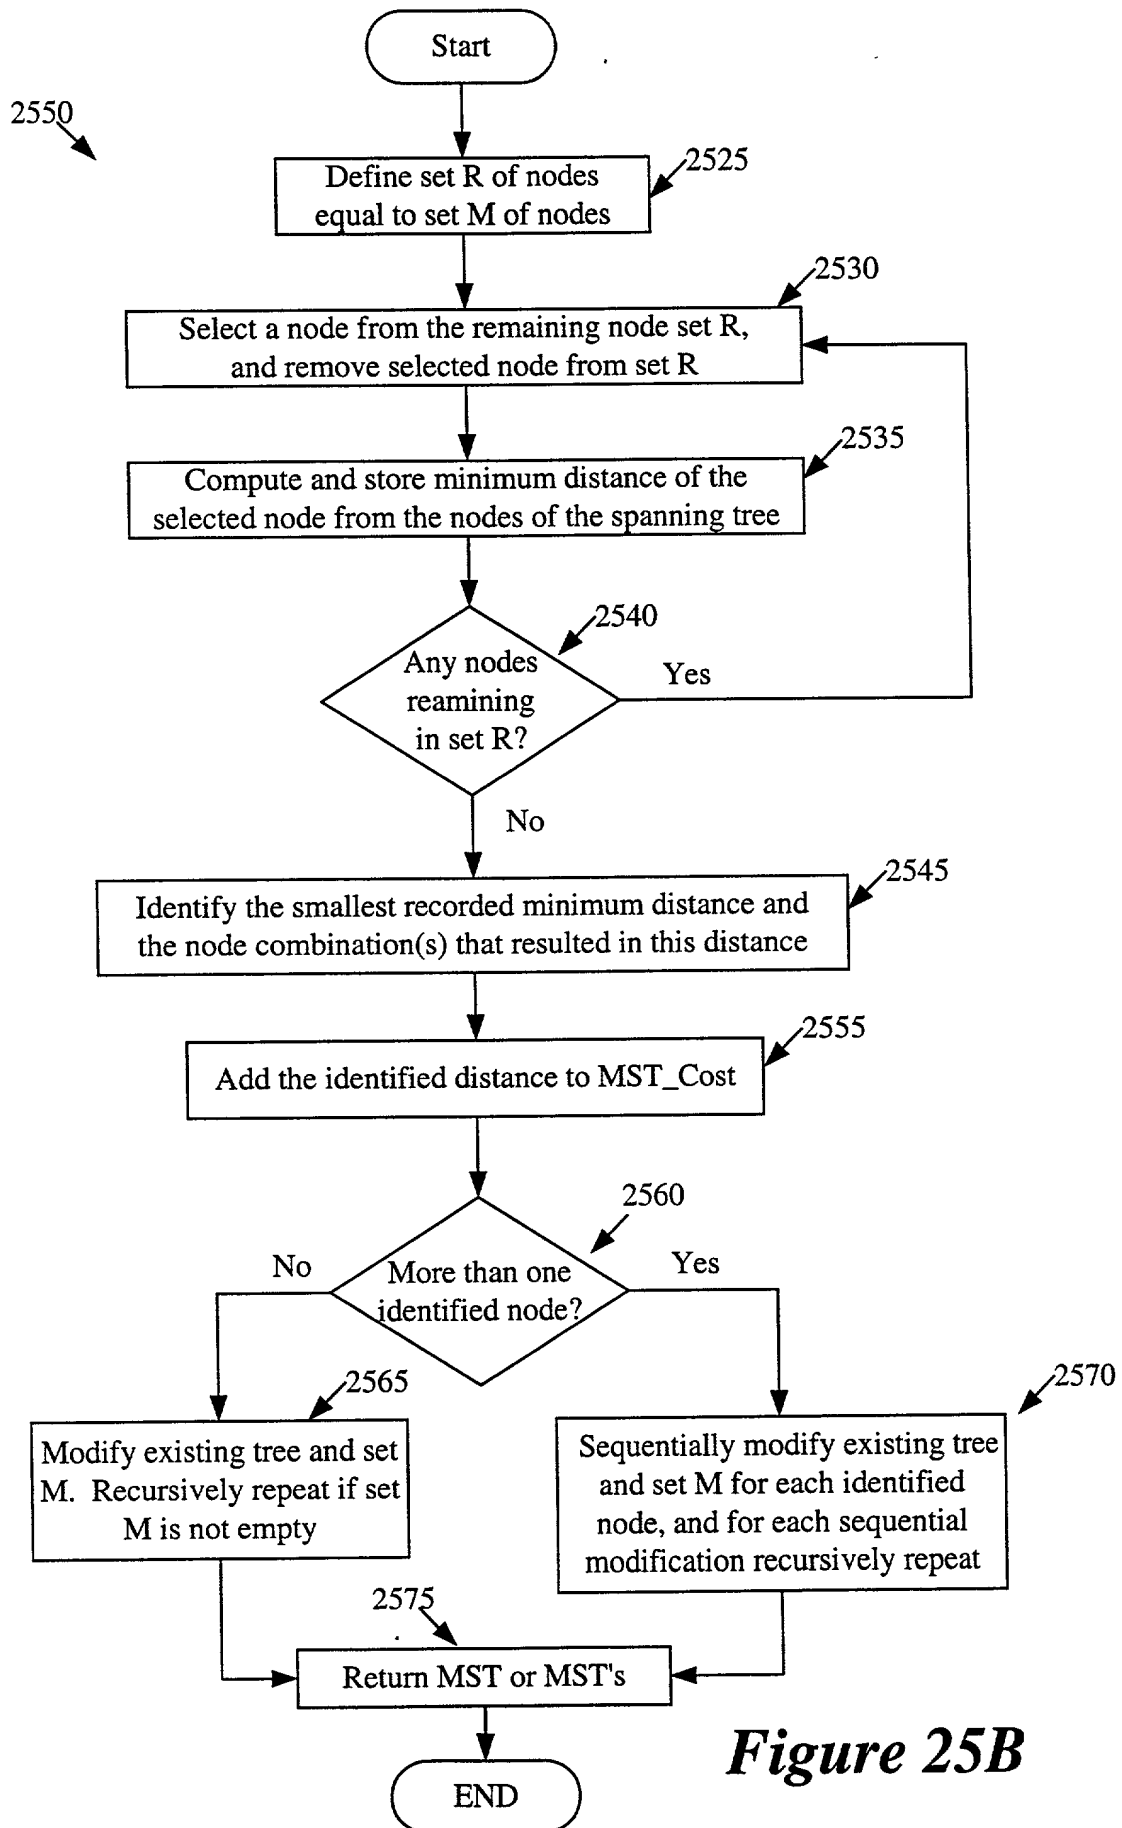 Start
2550
2525
Define set R of nodes
equal to set M of nodes
2530
Select a node from the remaining node set R,
and remove selected node from set R
2535
Compute and store minimum distance of the
selected node from the nodes of the spanning tree
2540
Any nodes
reamining
in set R?
Yes
No
2545
Identify the smallest recorded minimum distance and
the node combination(s) that resulted in this distance
2555
Add the identified distance to MST_Cost
2560
No
More than one
identified node?
Yes
2565
Modify existing tree and set
M. Recursively repeat if set
M is not empty
2570
Sequentially modify existing tree
and set M for each identified
node, and for each sequential
modification recursively repeat
2575
Return MST or MST's
END
Figure 25B